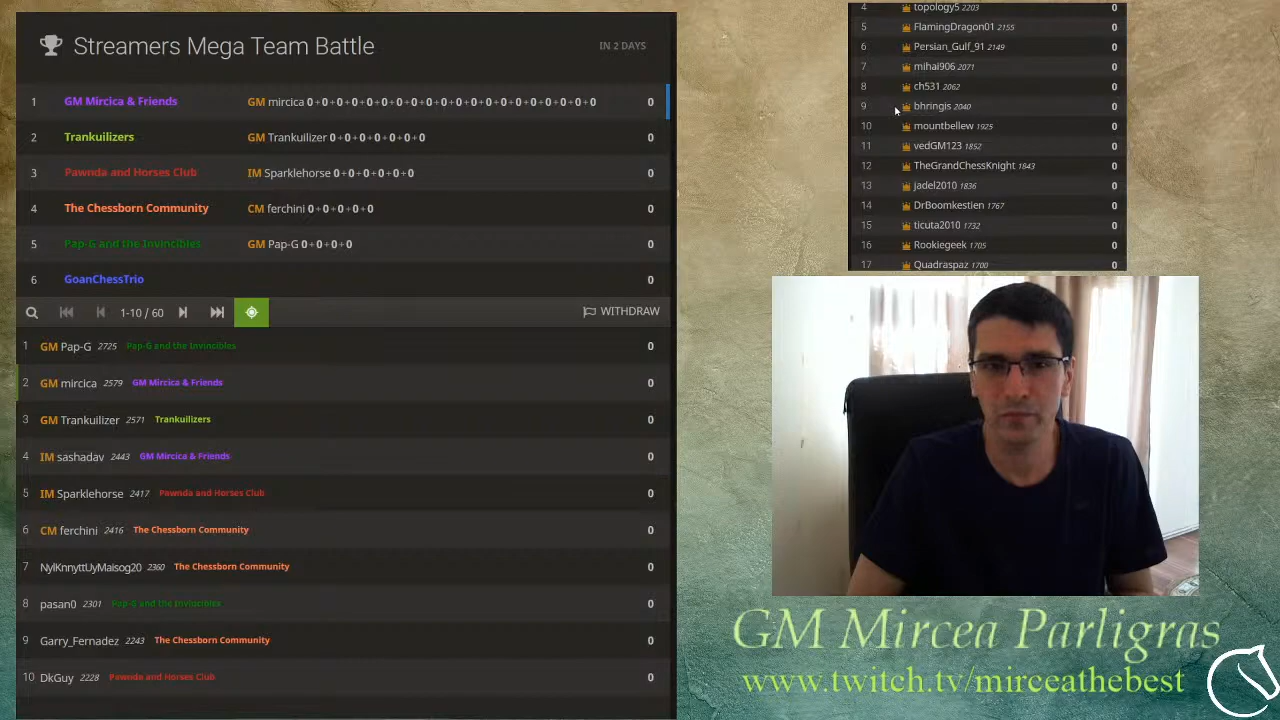 Streamers Mega Team Battle IN 2 DAYS
1 GM Mircica & Friends GM mircica 0+0+0+0+0+0+0+0+0+0+0+0+0+0+0+0+0+0+0+0 0
2 Trankuilizers GM Trankuilizer 0+0+0+0+0+0+0 0
3 Pawnda and Horses Club IM Sparklehorse 0+0+0+0+0+0 0
4 The Chessborn Community CM ferchini 0+0+0+0+0 0
5 Pap-G and the Invincibles GM Pap-G 0+0+0+0 0
6 GoanChessTrio 0
1-10 / 60 WITHDRAW
1 GM Pap-G 2725 Pap-G and the Invincibles 0
2 GM mircica 2579 GM Mircica & Friends 0
3 GM Trankuilizer 2571 Trankuilizers 0
4 IM sashadav 2443 GM Mircica & Friends 0
5 IM Sparklehorse 2417 Pawnda and Horses Club 0
6 CM ferchini 2416 The Chessborn Community 0
7 NylKnnyttUyMaisog20 2360 The Chessborn Community 0
8 pasan0 2301 Pap-G and the Invincibles 0
9 Garry_Fernadez 2243 The Chessborn Community 0
10 DkGuy 2228 Pawnda and Horses Club 0
4 topology5 2203 0
5 FlamingDragon01 2155 0
6 Persian_Gulf_91 2149 0
7 mihai906 2071 0
8 ch531 2062 0
9 bhringis 2040 0
10 mountbellew 1925 0
11 vedGM123 1852 0
12 TheGrandChessKnight 1843 0
13 jadel2010 1836 0
14 DrBoomkestien 1767 0
15 ticuta2010 1732 0
16 Rookiegeek 1705 0
17 Quadraspaz 1700 0
GM Mircea Parligras
www.twitch.tv/mirceathebest